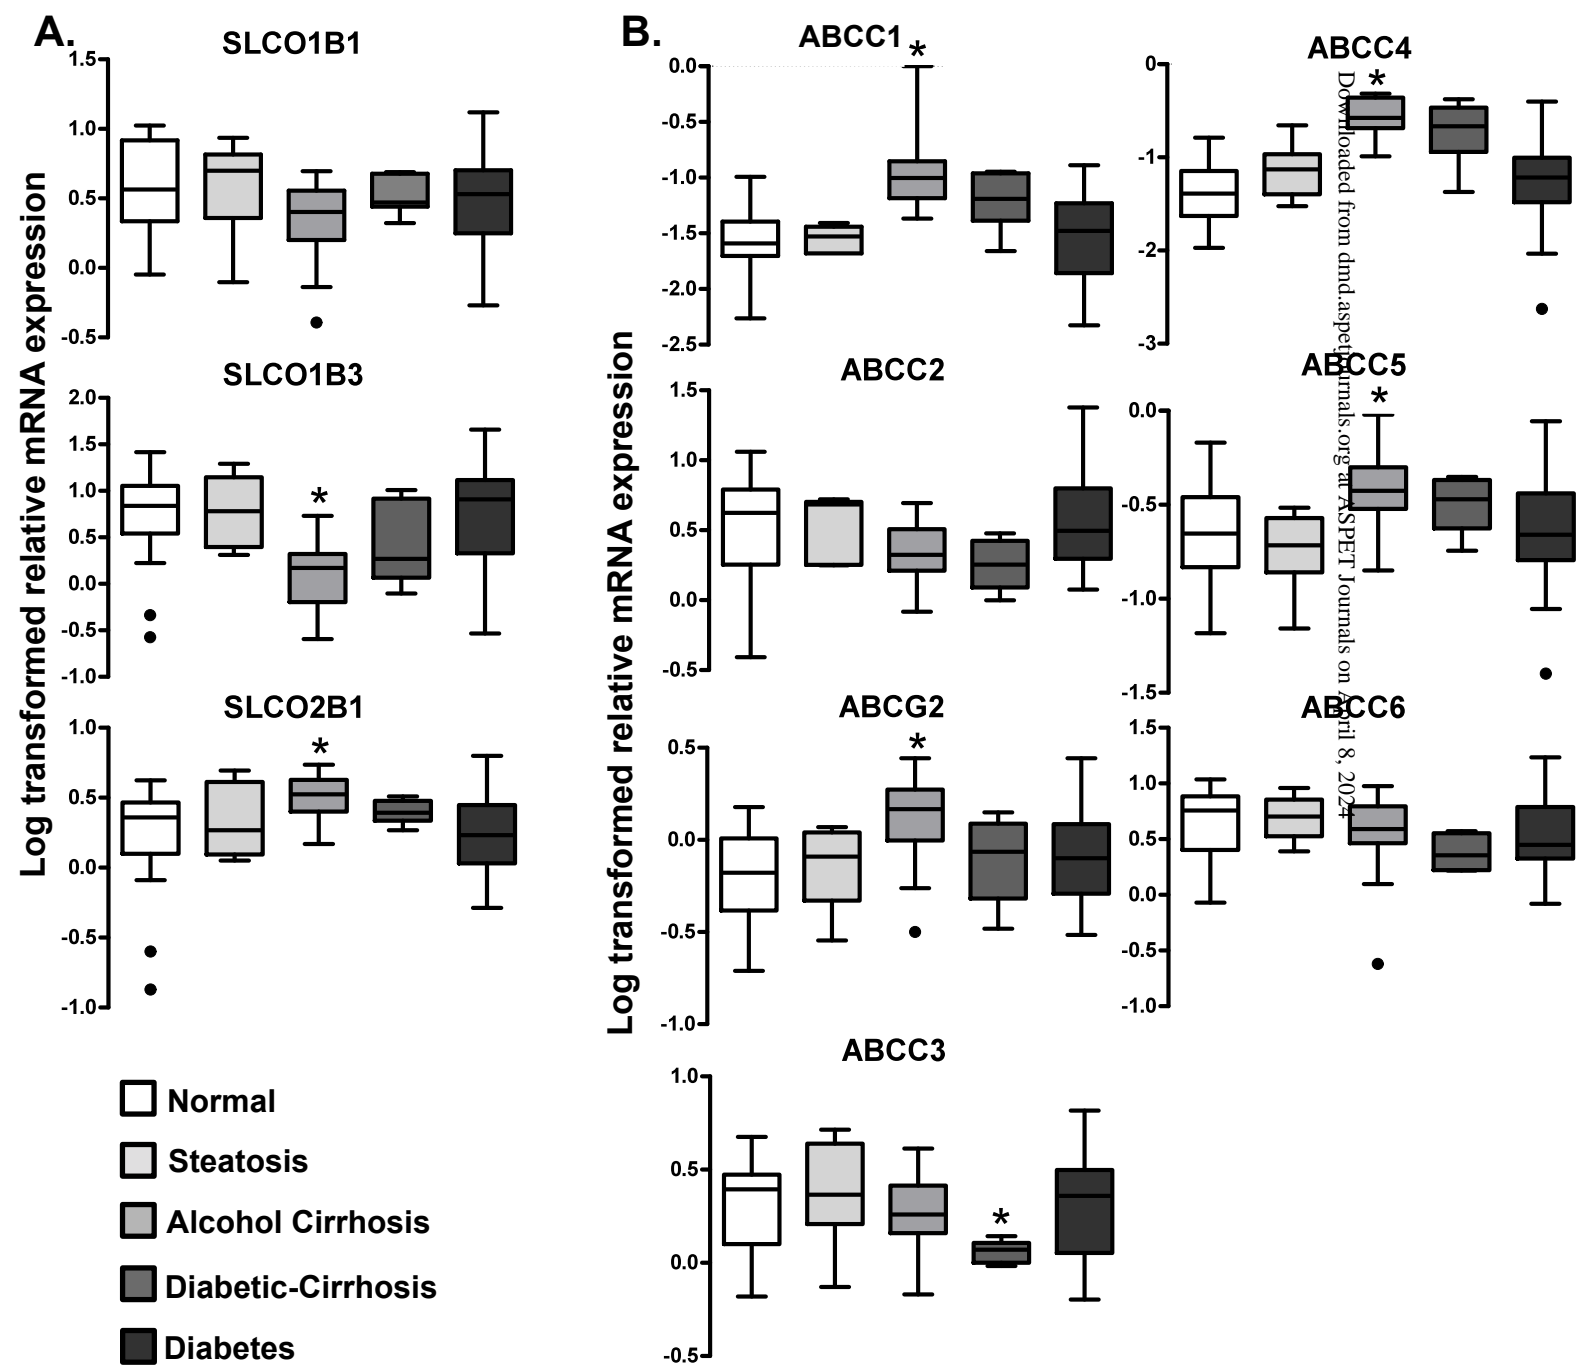 A.
SLCO1B1
1.5
1.0
0.5
0.0
-0.5
SLCO1B3
2.0
1.5
1.0
0.5
0.0
-0.5
-1.0
*
SLCO2B1
1.0
0.5
0.0
-0.5
-1.0
*
Log transformed relative mRNA expression
Normal
Steatosis
Alcohol Cirrhosis
Diabetic-Cirrhosis
Diabetes
B.
ABCC1
*
0.0
-0.5
-1.0
-1.5
-2.0
-2.5
ABCC2
1.5
1.0
0.5
0.0
-0.5
ABCG2
*
0.5
0.0
-0.5
-1.0
ABCC3
1.0
0.5
0.0
-0.5
*
Log transformed relative mRNA expression
ABCC4
*
0
-1
-2
-3
ABCC5
*
0.0
-0.5
-1.0
-1.5
ABCC6
1.5
1.0
0.5
0.0
-0.5
-1.0
Downloaded from dmd.aspetjournals.org at ASPET Journals on April 8, 2024